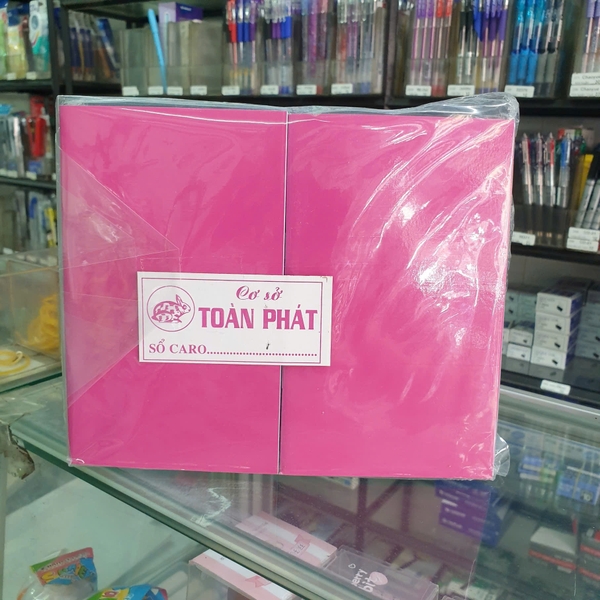 Cơ sở
TOÀN PHÁT
SỔ CARO